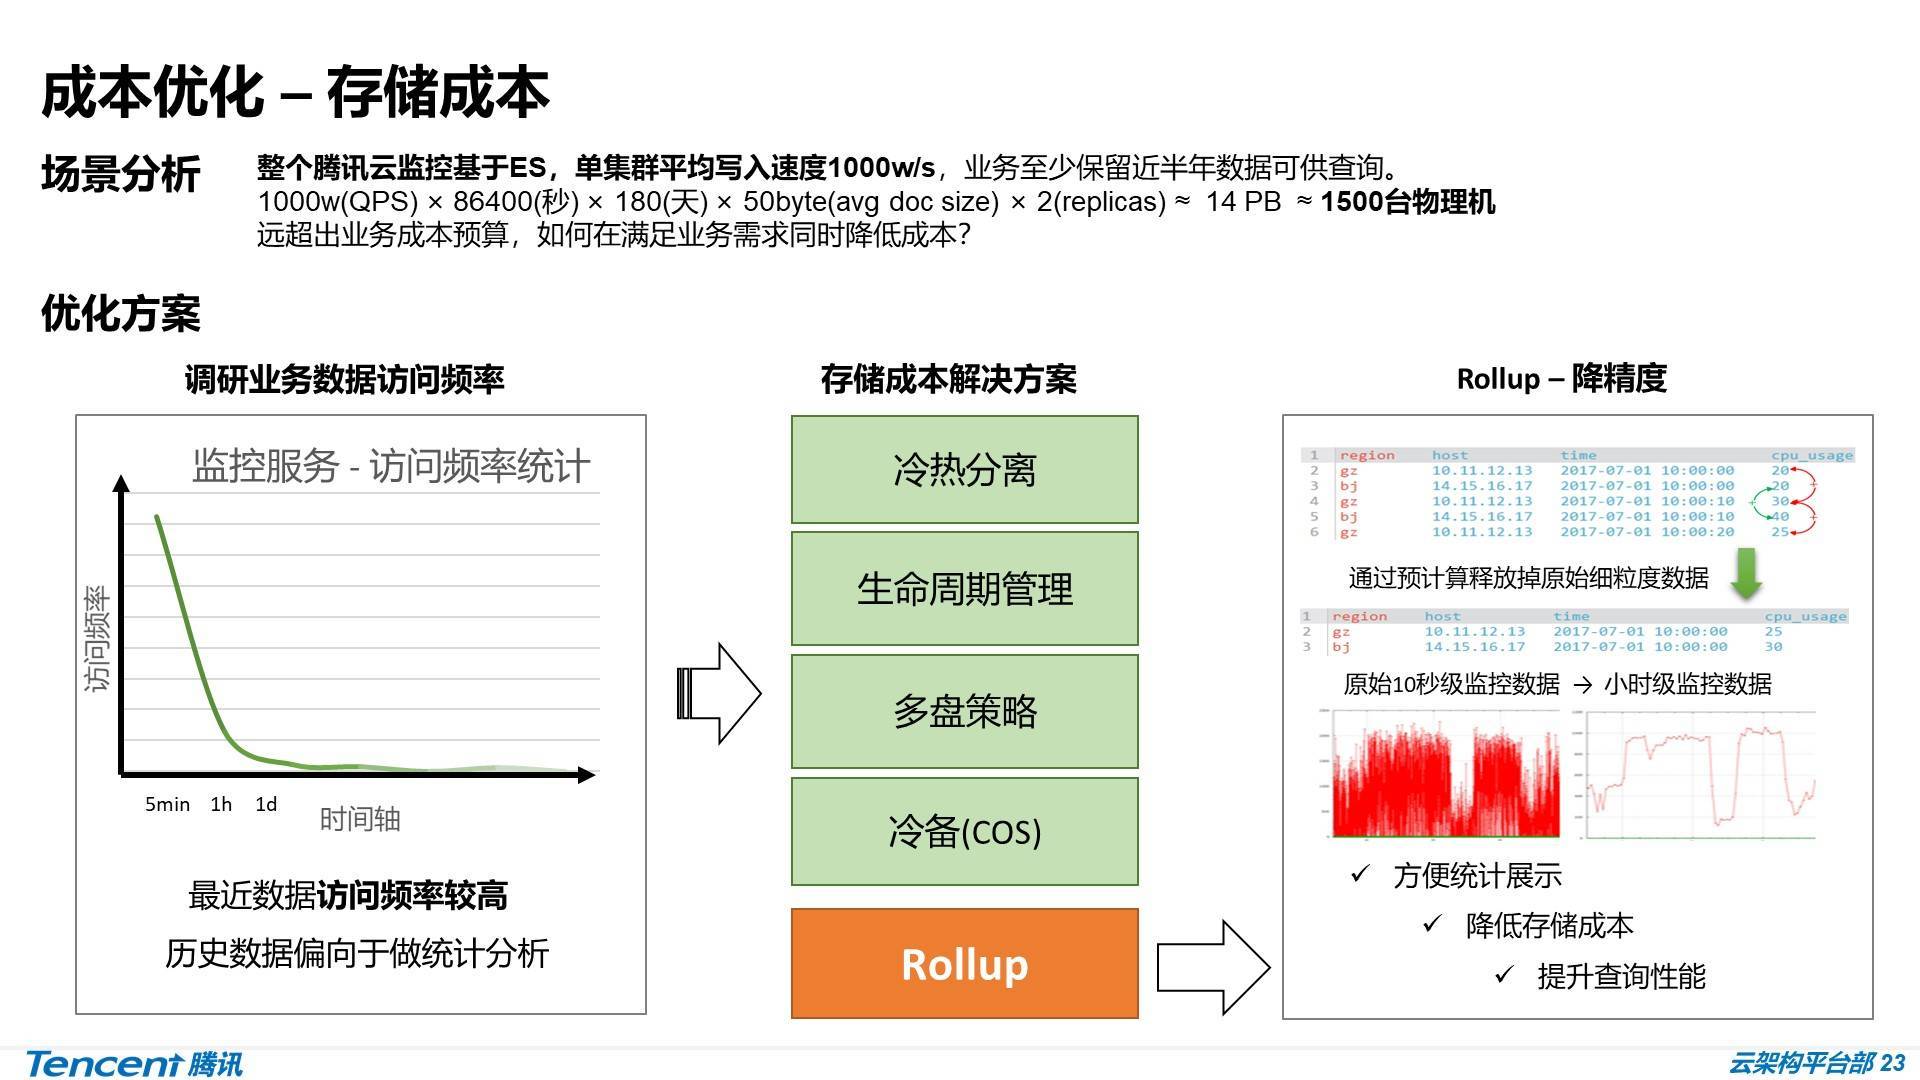 成本优化 – 存储成本
场景分析
整个腾讯云监控基于ES，单集群平均写入速度1000w/s，业务至少保留近半年数据可供查询。
1000w(QPS) × 86400(秒) × 180(天) × 50byte(avg doc size) × 2(replicas) ≈ 14 PB ≈ 1500台物理机
远超出业务成本预算，如何在满足业务需求同时降低成本？
优化方案
调研业务数据访问频率
监控服务 - 访问频率统计
访问频率
5min 1h 1d
时间轴
最近数据访问频率较高
历史数据偏向于做统计分析
存储成本解决方案
冷热分离
生命周期管理
多盘策略
冷备(COS)
Rollup
Rollup – 降精度
1 region host time cpu_usage
2 gz 10.11.12.13 2017-07-01 10:00:00 20
3 bj 14.15.16.17 2017-07-01 10:00:00 20
4 gz 10.11.12.13 2017-07-01 10:00:10 30
5 bj 14.15.16.17 2017-07-01 10:00:10 40
6 gz 10.11.12.13 2017-07-01 10:00:20 25
通过预计算释放掉原始细粒度数据
1 region host time cpu_usage
2 gz 10.11.12.13 2017-07-01 10:00:00 25
3 bj 14.15.16.17 2017-07-01 10:00:00 30
原始10秒级监控数据 → 小时级监控数据
✓ 方便统计展示
✓ 降低存储成本
✓ 提升查询性能
Tencent 腾讯
云架构平台部 23